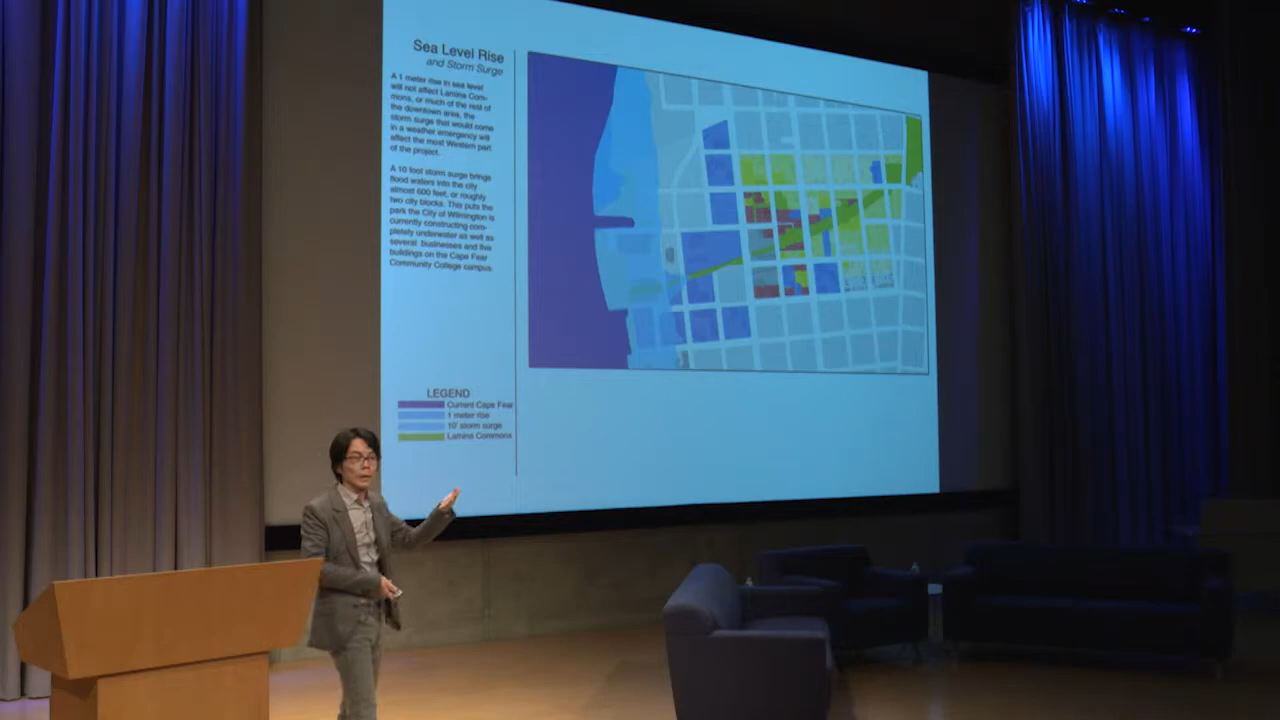 Sea Level Rise
and Storm Surge
A 1 meter rise in sea level
will not affect Lamina Com-
mons, or much of the rest of
the downtown area, the
storm surge that would come
in a weather emergency will
affect the most Western part
of the project.
A 10 foot storm surge brings
flood waters into the city
almost 600 feet, or roughly
two city blocks. This puts the
park the City of Wilmington is
currently constructing com-
pletely underwater as well as
several businesses and five
buildings on the Cape Fear
Community College campus.
LEGEND
Current Cape Fear
1 meter rise
10' storm surge
Lamina Commons